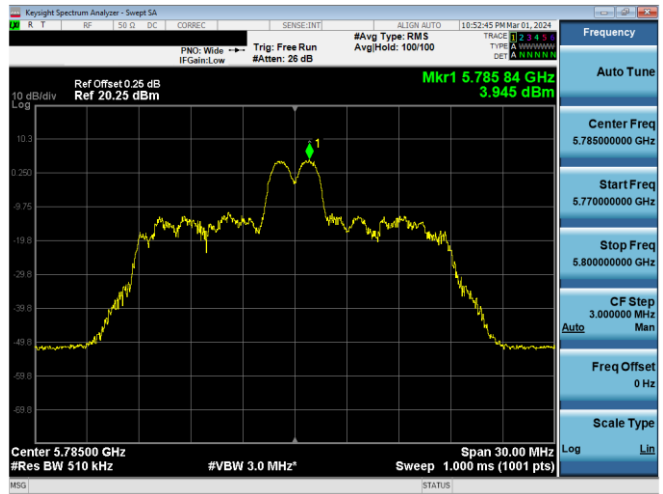 Keysight Spectrum Analyzer - Swept SA
R T RF 50 Ω DC CORREC SENSE:INT ALIGN AUTO 10:52:45 PM Mar 01, 2024
#Avg Type: RMS
TRACE 1 2 3 4 5 6
PNO: Wide Trig: Free Run Avg|Hold: 100/100
TYPE A WWWWW
IFGain:Low #Atten: 26 dB
DET A N N N N N
Mkr1 5.785 84 GHz
3.945 dBm
Ref Offset 0.25 dB
10 dB/div Ref 20.25 dBm
Log
1
10.3
0.250
-9.75
-19.8
-29.8
-39.8
-49.8
-59.8
-69.8
Center 5.78500 GHz Span 30.00 MHz
#Res BW 510 kHz #VBW 3.0 MHz* Sweep 1.000 ms (1001 pts)
MSG STATUS
Frequency
Auto Tune
Center Freq
5.785000000 GHz
Start Freq
5.770000000 GHz
Stop Freq
5.800000000 GHz
CF Step
3.000000 MHz
Auto Man
Freq Offset
0 Hz
Scale Type
Log Lin